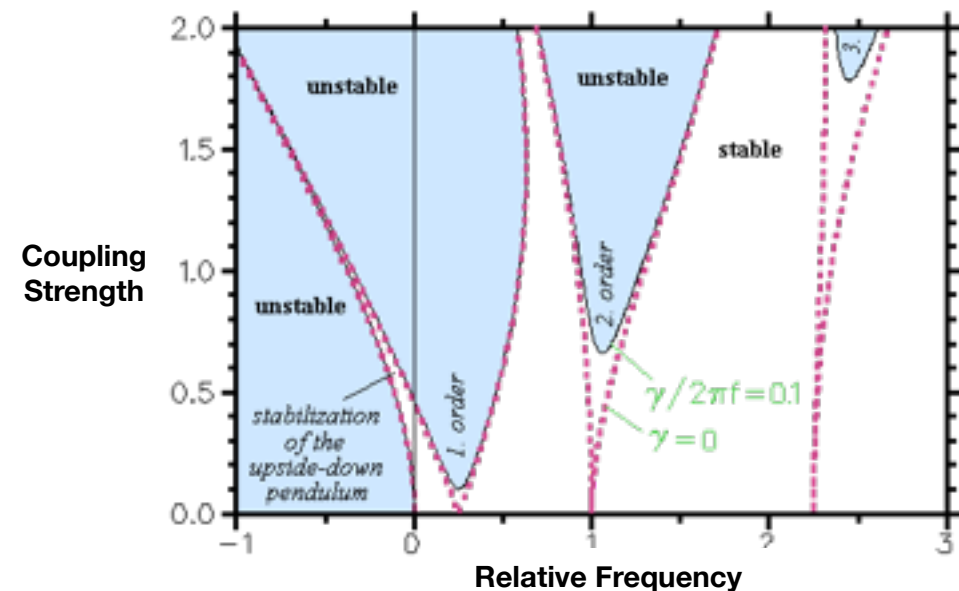 2.0
1.5
1.0
0.5
0.0
-1
0
1
2
3
Coupling
Strength
Relative Frequency
unstable
unstable
unstable
stable
1. order
2. order
3.
stabilization
of the
upside-down
pendulum
γ/2πf=0.1
γ=0